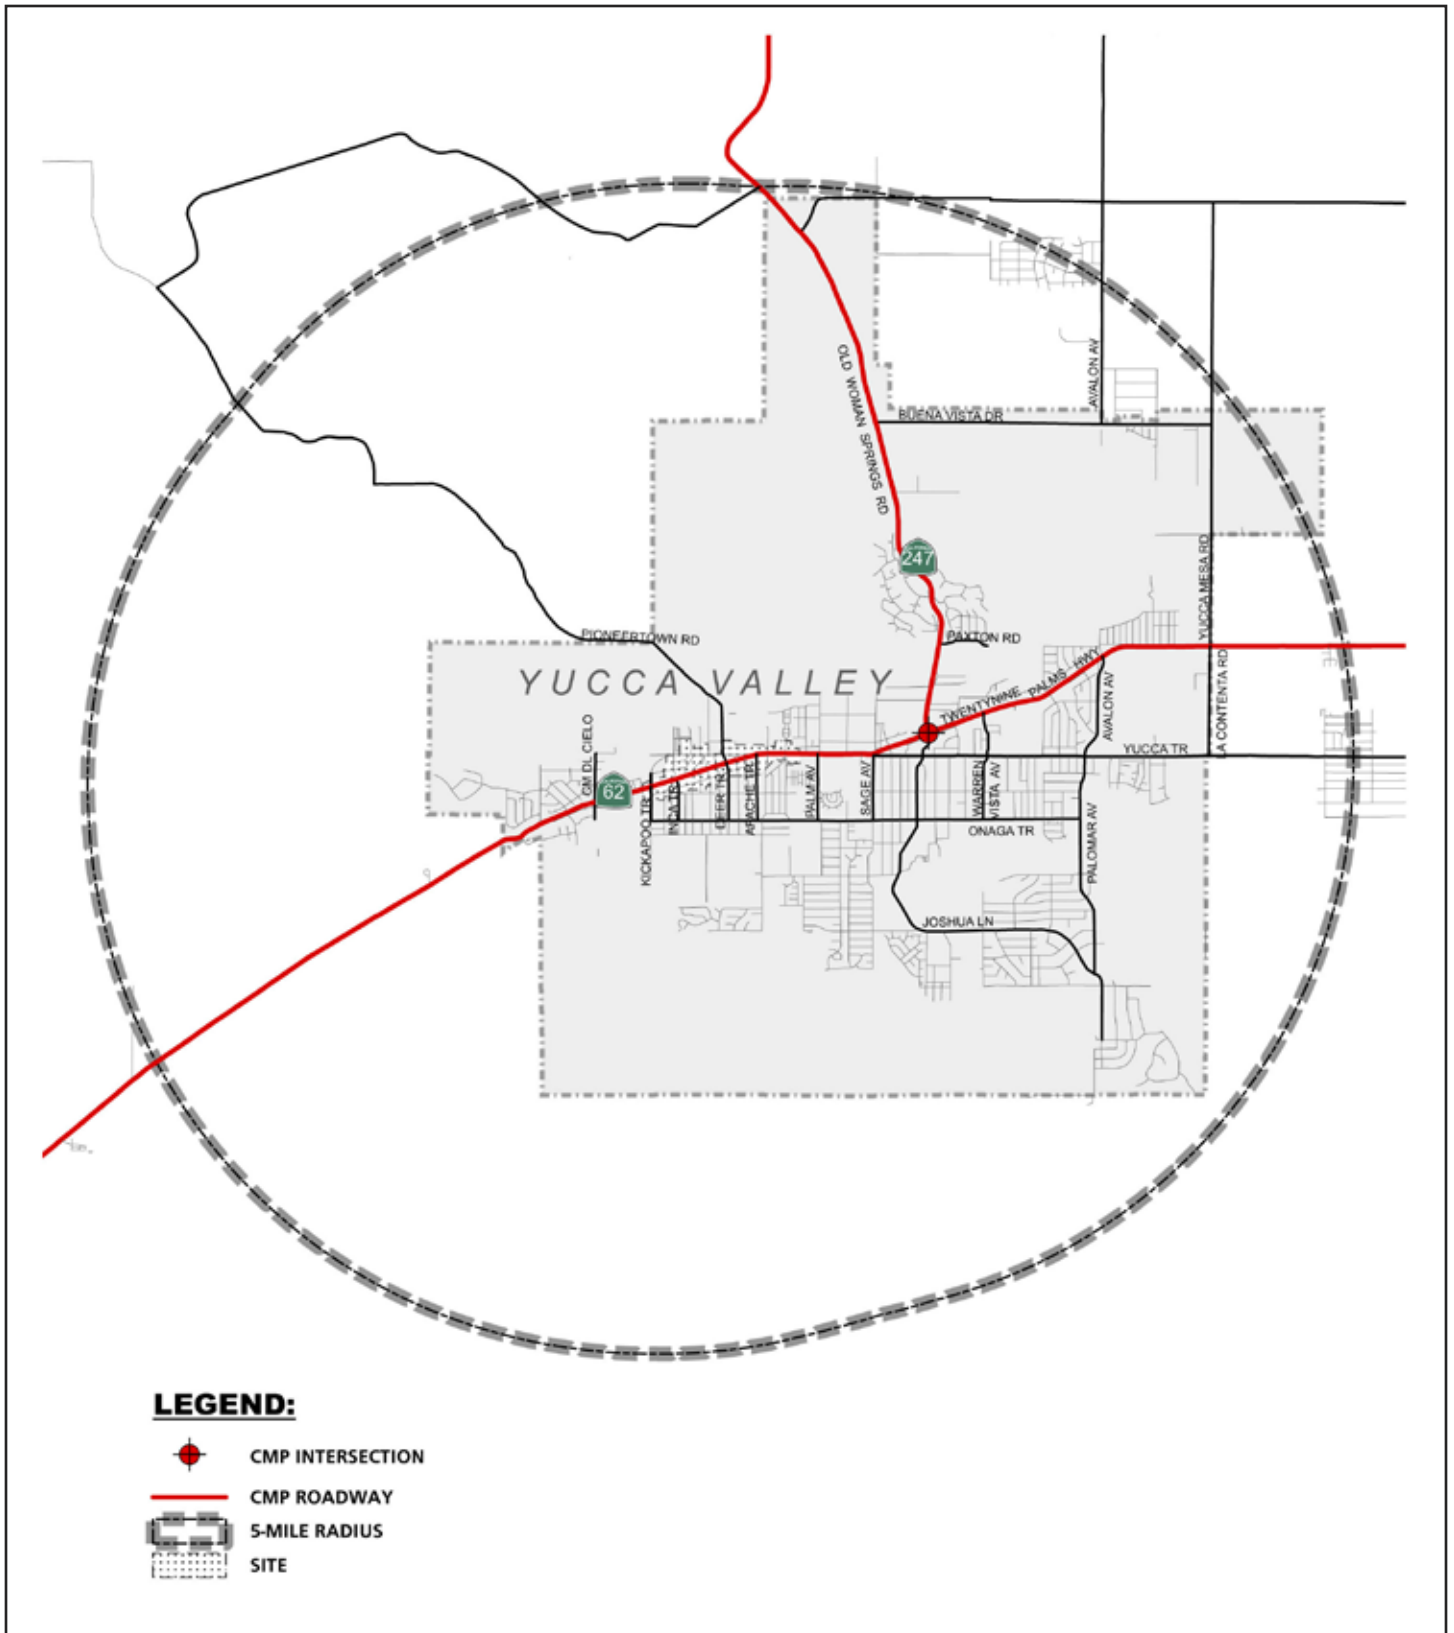 AVALON AV
OLD WOMAN SPRINGS RD
BUENA VISTA DR
247
YUCCA MESA RD
PIONEERTOWN RD
PAXTON RD
YUCCA VALLEY
TWENTYNINE PALMS HWY
LA CONTENTA RD
AVALON AV
CM DL CIELO
YUCCA TR
62
KICKAPOO TR
INCA TR
DEER TR
APACHE TR
PALM AV
SAGE AV
WARREN
VISTA AV
ONAGA TR
PALOMAR AV
JOSHUA LN
LEGEND:
CMP INTERSECTION
CMP ROADWAY
5-MILE RADIUS
SITE